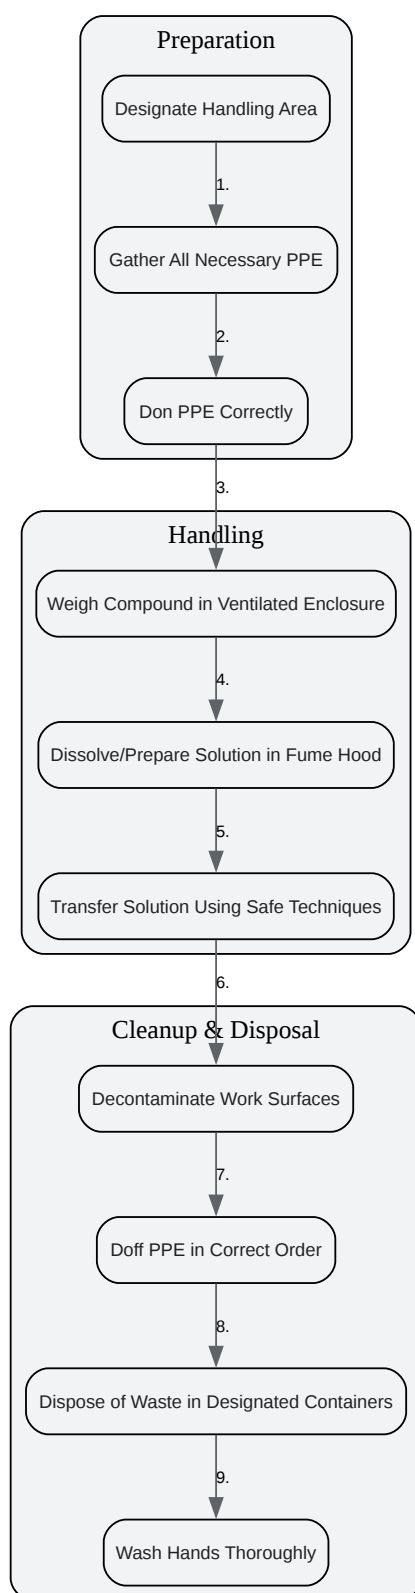 Preparation
Designate Handling Area
1.
Gather All Necessary PPE
2.
Don PPE Correctly
3.
Handling
Weigh Compound in Ventilated Enclosure
4.
Dissolve/Prepare Solution in Fume Hood
5.
Transfer Solution Using Safe Techniques
6.
Cleanup & Disposal
Decontaminate Work Surfaces
7.
Doff PPE in Correct Order
8.
Dispose of Waste in Designated Containers
9.
Wash Hands Thoroughly